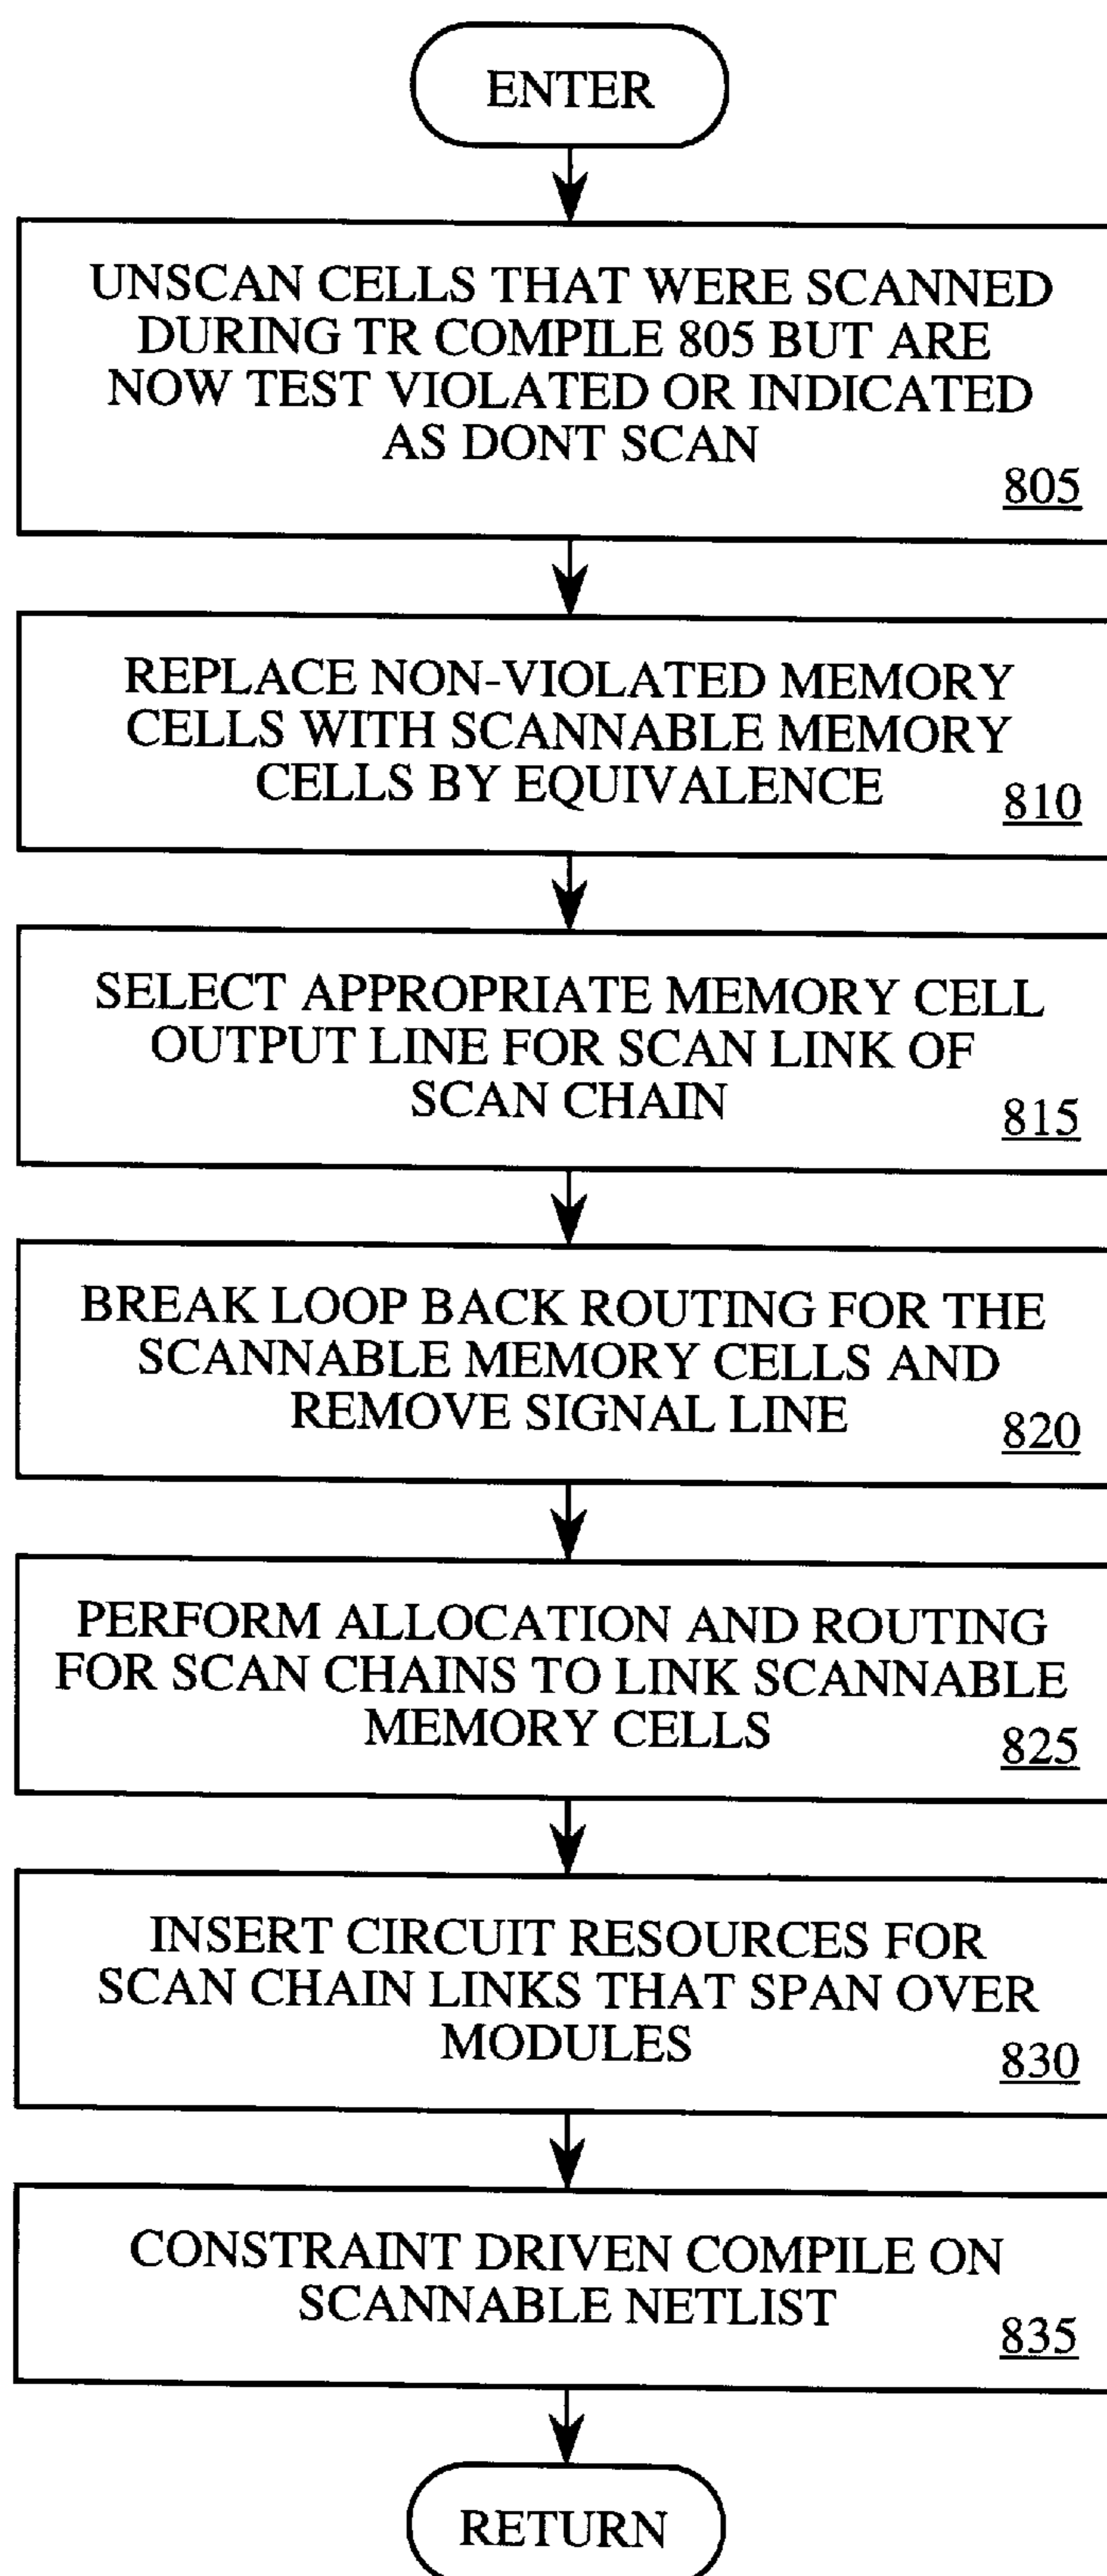 ENTER
UNSCAN CELLS THAT WERE SCANNED
DURING TR COMPILE 805 BUT ARE
NOW TEST VIOLATED OR INDICATED
AS DONT SCAN
805
REPLACE NON-VIOLATED MEMORY
CELLS WITH SCANNABLE MEMORY
CELLS BY EQUIVALENCE
810
SELECT APPROPRIATE MEMORY CELL
OUTPUT LINE FOR SCAN LINK OF
SCAN CHAIN
815
BREAK LOOP BACK ROUTING FOR THE
SCANNABLE MEMORY CELLS AND
REMOVE SIGNAL LINE
820
PERFORM ALLOCATION AND ROUTING
FOR SCAN CHAINS TO LINK SCANNABLE
MEMORY CELLS
825
INSERT CIRCUIT RESOURCES FOR
SCAN CHAIN LINKS THAT SPAN OVER
MODULES
830
CONSTRAINT DRIVEN COMPILE ON
SCANNABLE NETLIST
835
RETURN